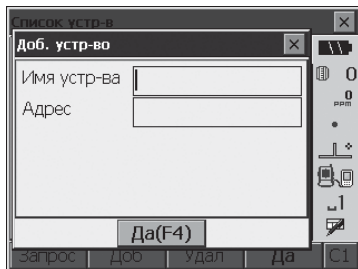 Список устр-в
Доб. устр-во
Имя устр-ва
0
Адрес
0
PPM
1
Да(F4)
Запрос Доб Удал Да С1